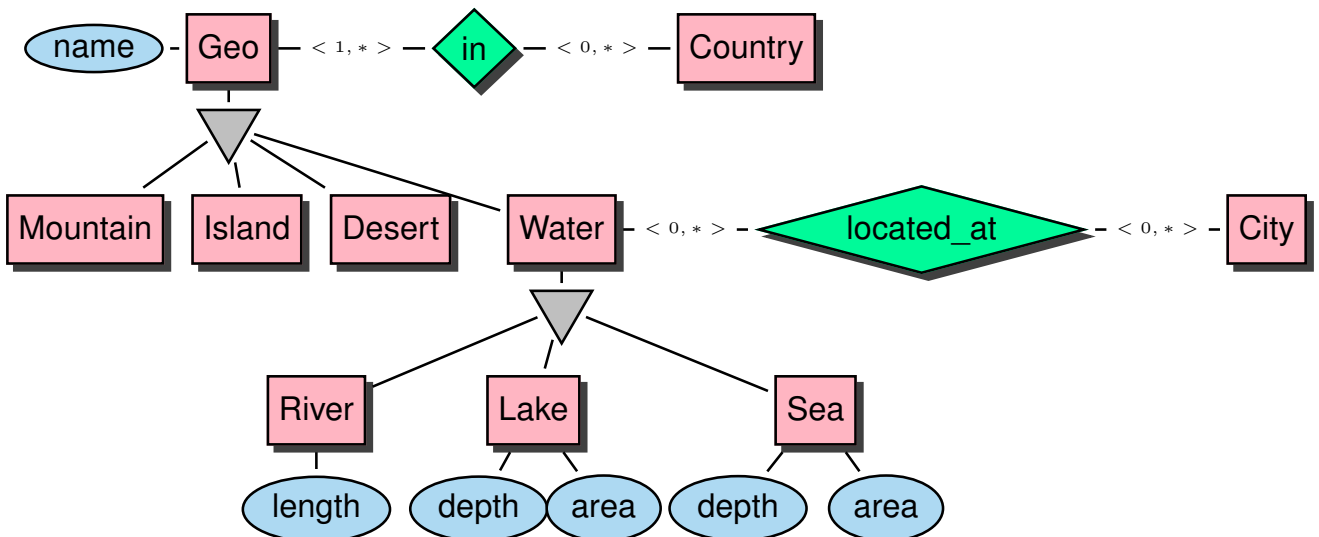 name Geo < 1, * > in < 0, * > Country
Mountain Island Desert Water < 0, * > located_at < 0, * > City
River Lake Sea
length depth area depth area